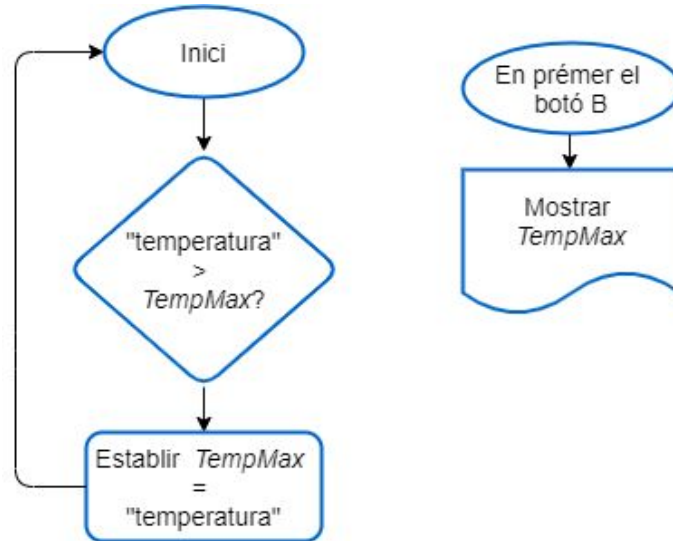 Inici
"temperatura"
>
TempMax?
Establir TempMax
=
"temperatura"
En prémer el
botó B
Mostrar
TempMax